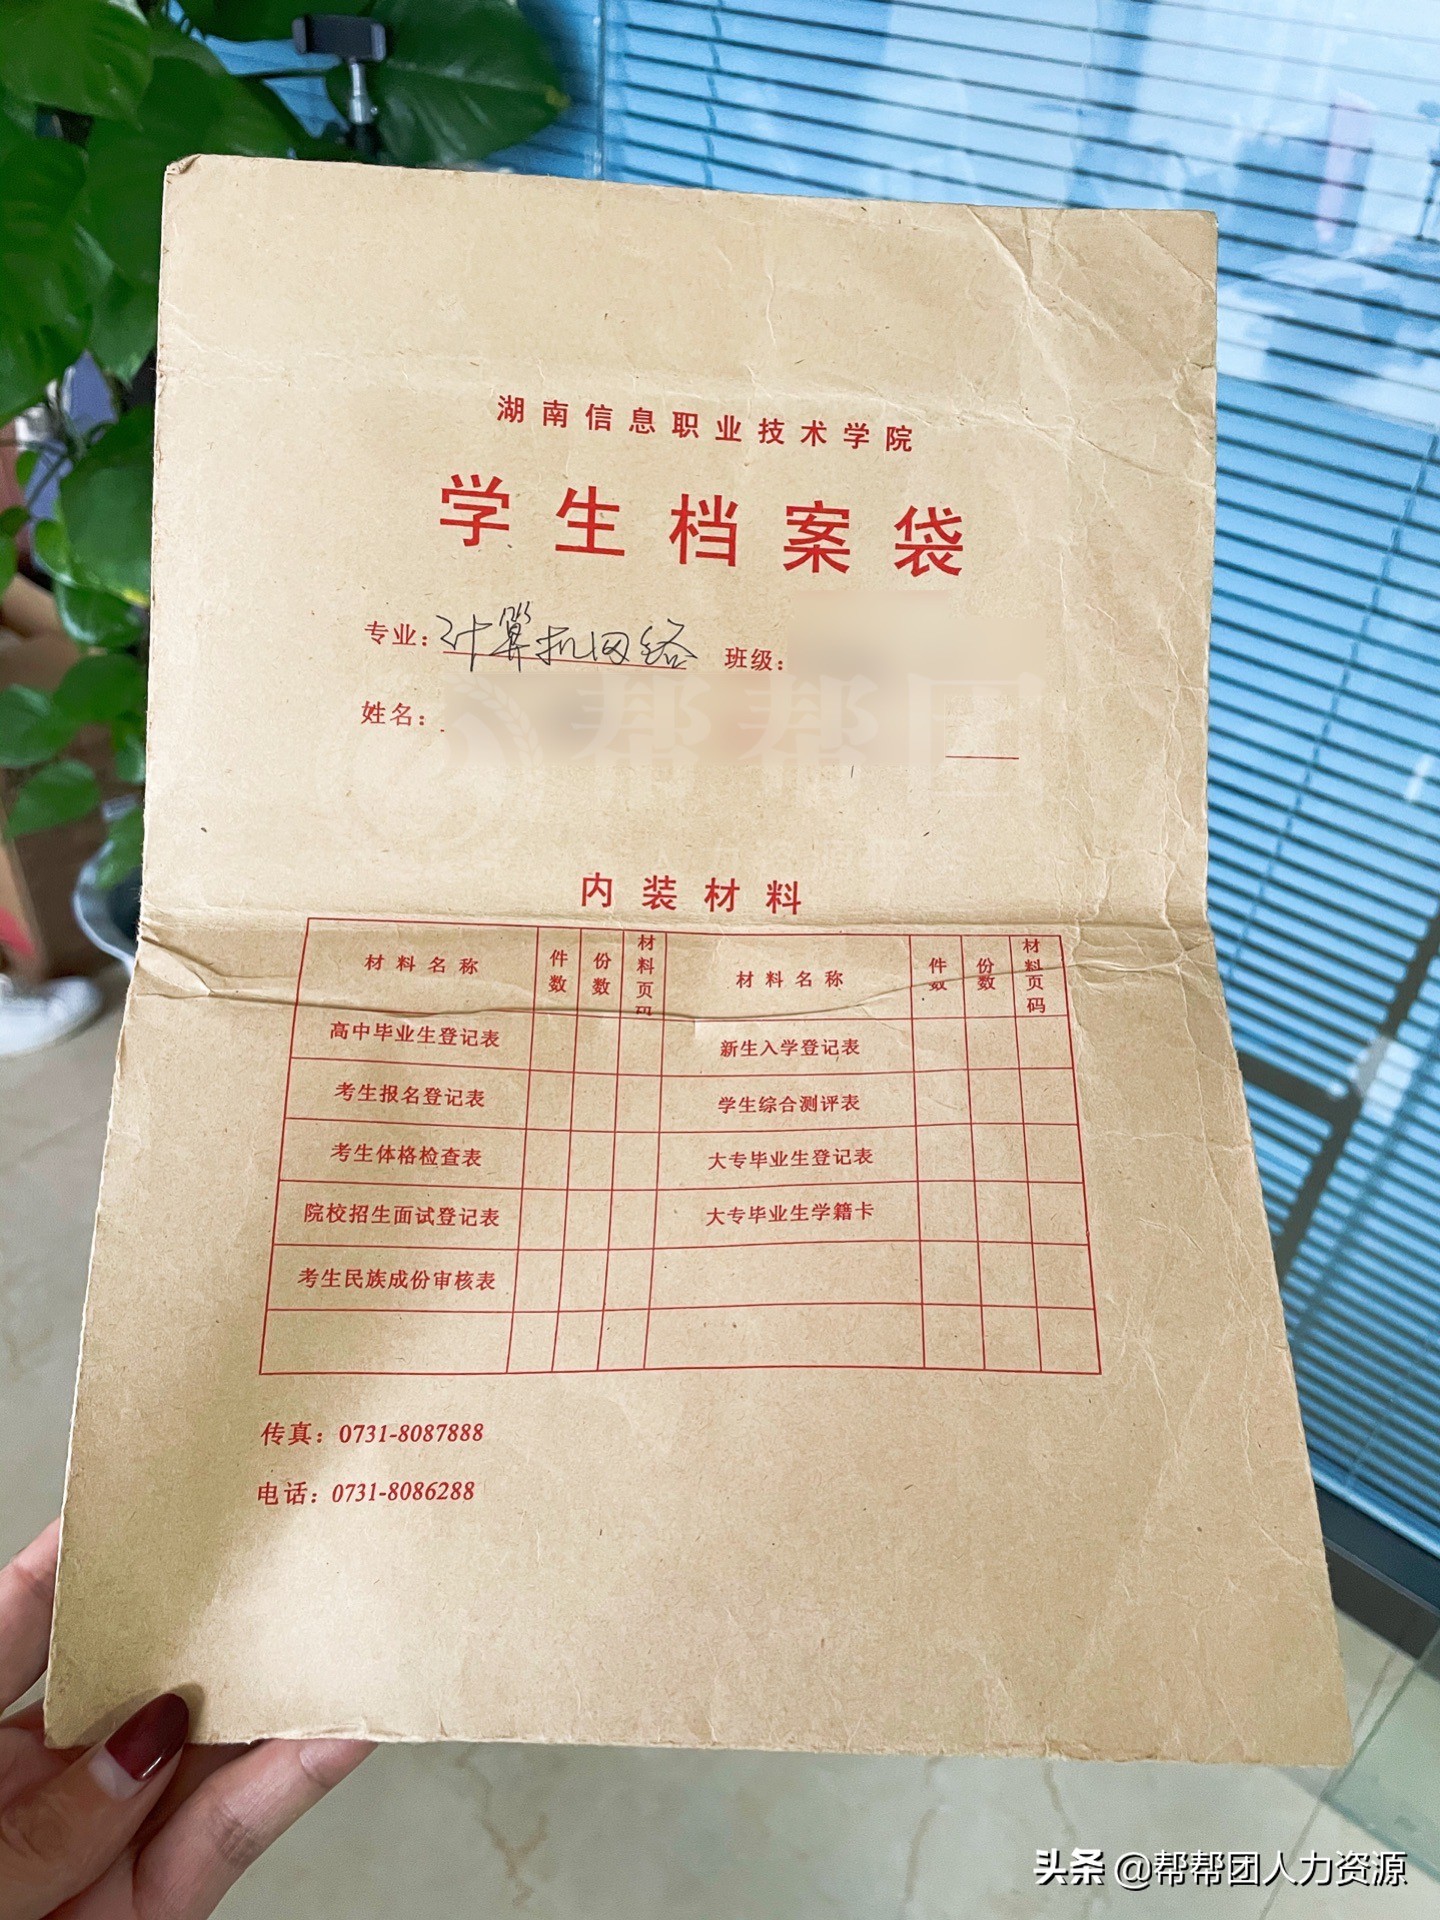 湖南信息职业技术学院
学生档案袋
专业：计算机网络 班级：
姓名：
帮帮团
内装材料
材料名称 件数 份数 材料页码 材料名称 件数 份数 材料页码
高中毕业生登记表 新生入学登记表
考生报名登记表 学生综合测评表
考生体格检查表 大专毕业生登记表
院校招生面试登记表 大专毕业生学籍卡
考生民族成份审核表
传真：0731-8087888
电话：0731-8086288
头条 @帮帮团人力资源